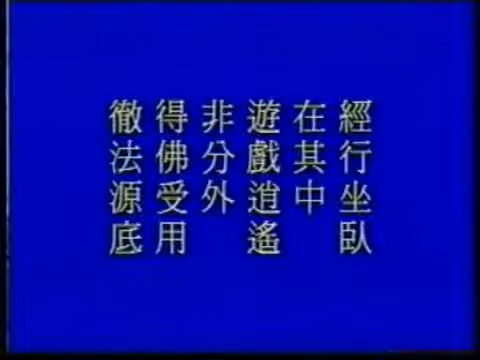 經行坐臥
在其中
遊戲逍遙
非分外
得佛受用
徹法源底